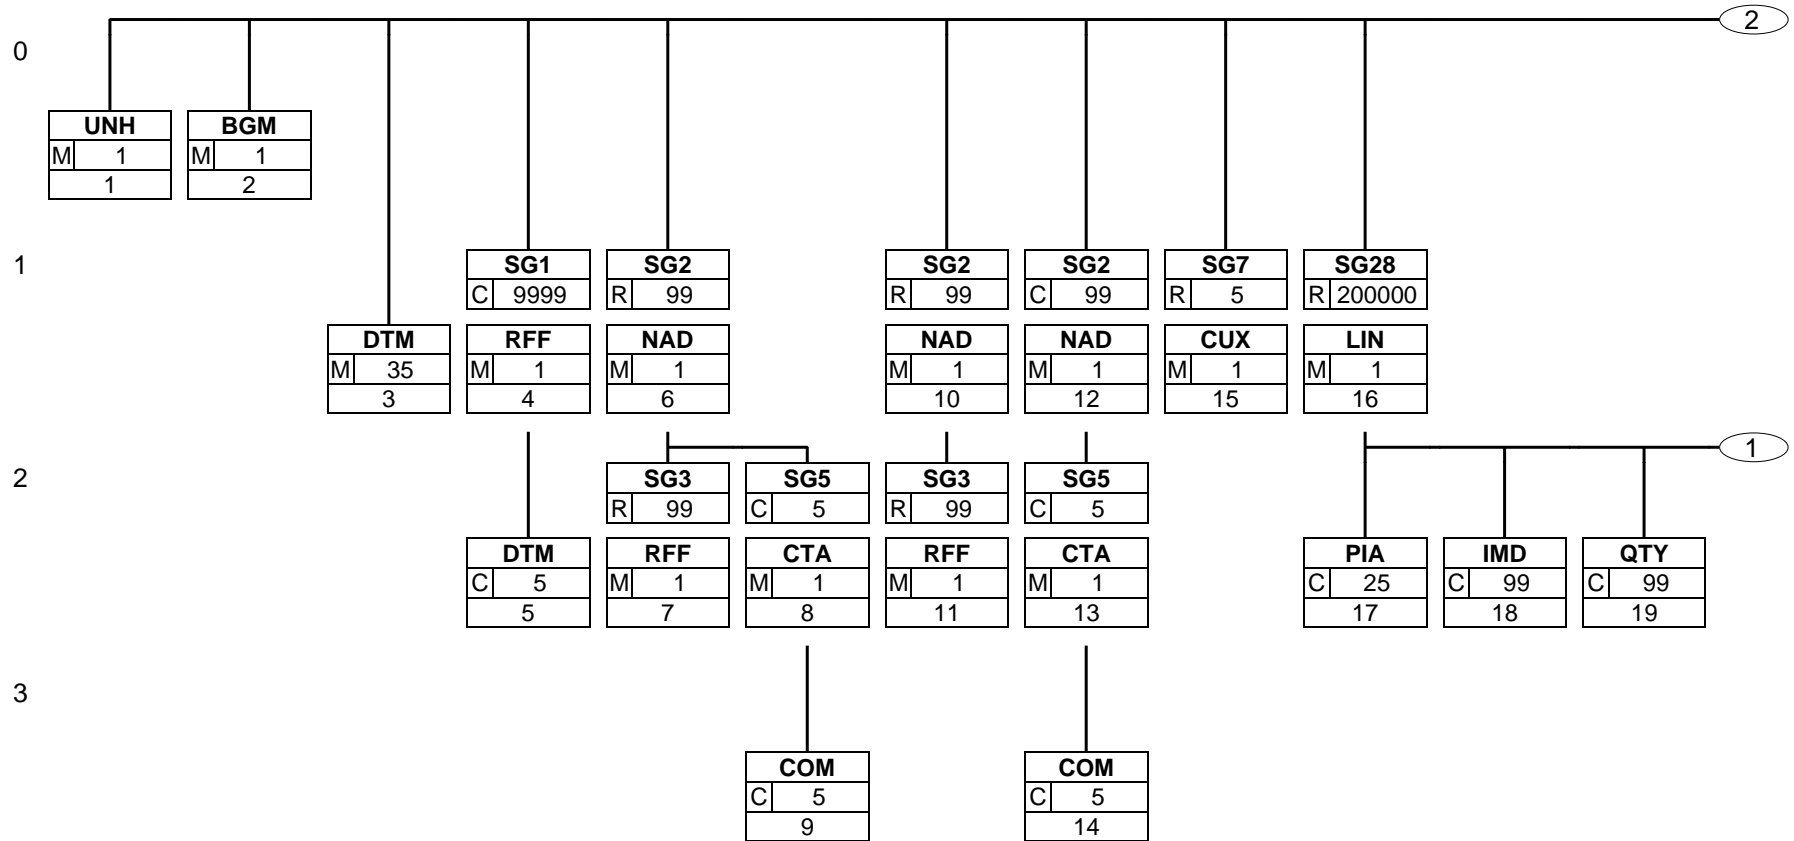 2
0
UNH BGM
M 1 M 1
1 2
1
SG1 SG2 SG2 SG2 SG7 SG28
C 9999 R 99 R 99 C 99 R 5 R 200000
DTM RFF NAD NAD NAD CUX LIN
M 35 M 1 M 1 M 1 M 1 M 1 M 1
3 4 6 10 12 15 16
1
2
SG3 SG5 SG3 SG5
R 99 C 5 R 99 C 5
DTM RFF CTA RFF CTA PIA IMD QTY
C 5 M 1 M 1 M 1 M 1 C 25 C 99 C 99
5 7 8 11 13 17 18 19
3
COM COM
C 5 C 5
9 14